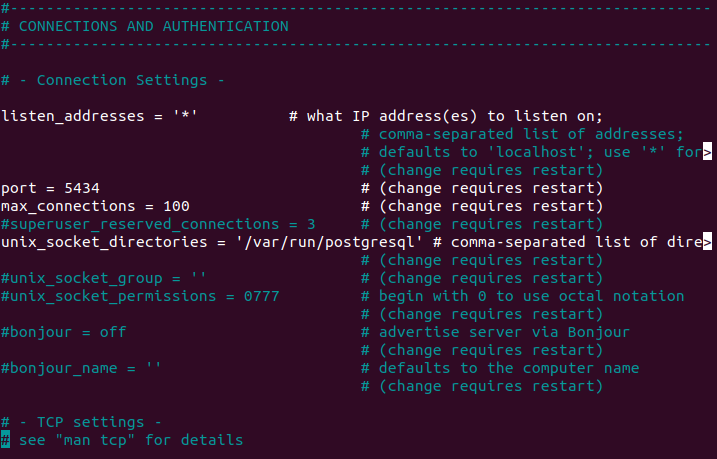 #------------------------------------------------------------------------------
# CONNECTIONS AND AUTHENTICATION
#------------------------------------------------------------------------------
# - Connection Settings -
listen_addresses = '*'          # what IP address(es) to listen on;
                                        # comma-separated list of addresses;
                                        # defaults to 'localhost'; use '*' for>
                                        # (change requires restart)
port = 5434                             # (change requires restart)
max_connections = 100                   # (change requires restart)
#superuser_reserved_connections = 3     # (change requires restart)
unix_socket_directories = '/var/run/postgresql' # comma-separated list of dire>
                                        # (change requires restart)
#unix_socket_group = ''                 # (change requires restart)
#unix_socket_permissions = 0777         # begin with 0 to use octal notation
                                        # (change requires restart)
#bonjour = off                          # advertise server via Bonjour
                                        # (change requires restart)
#bonjour_name = ''                      # defaults to the computer name
                                        # (change requires restart)
# - TCP settings -
# see "man tcp" for details